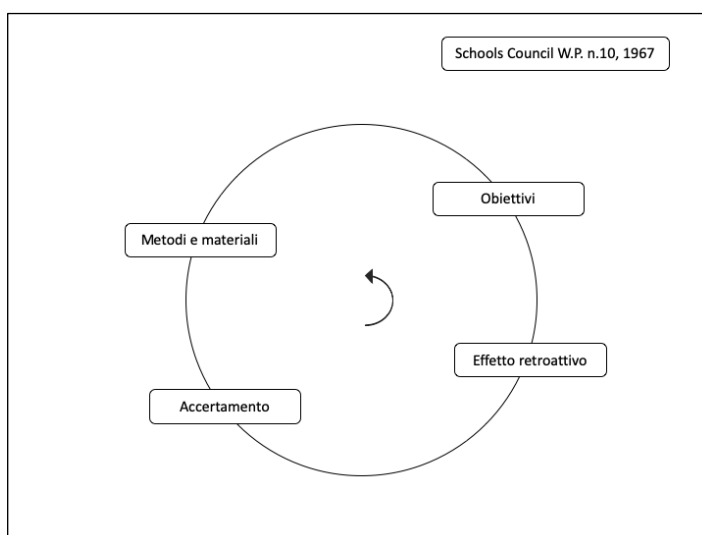 Schools Council W.P. n.10, 1967
Obiettivi
Metodi e materiali
Effetto retroattivo
Accertamento